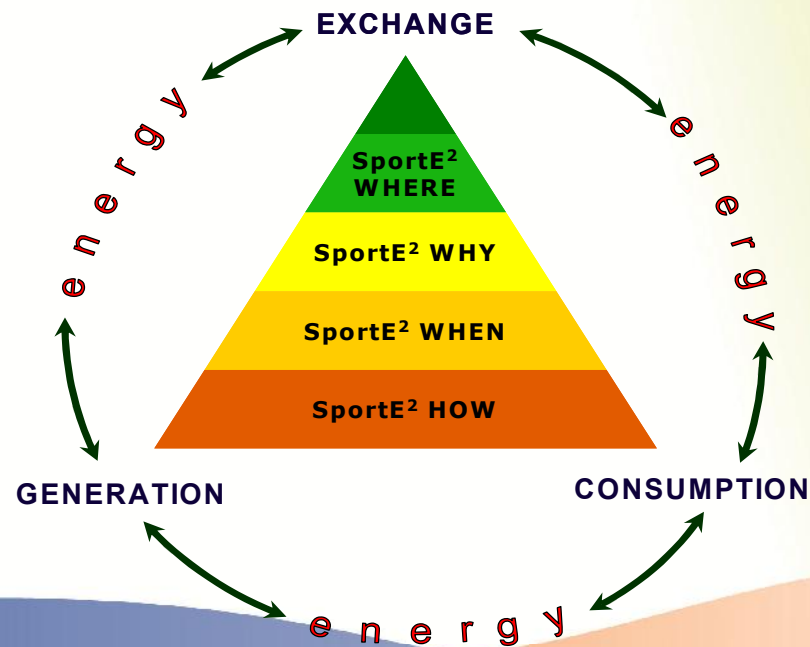 EXCHANGE
energy
energy
SportE²
WHERE
SportE² WHY
SportE² WHEN
SportE² HOW
GENERATION
CONSUMPTION
energy